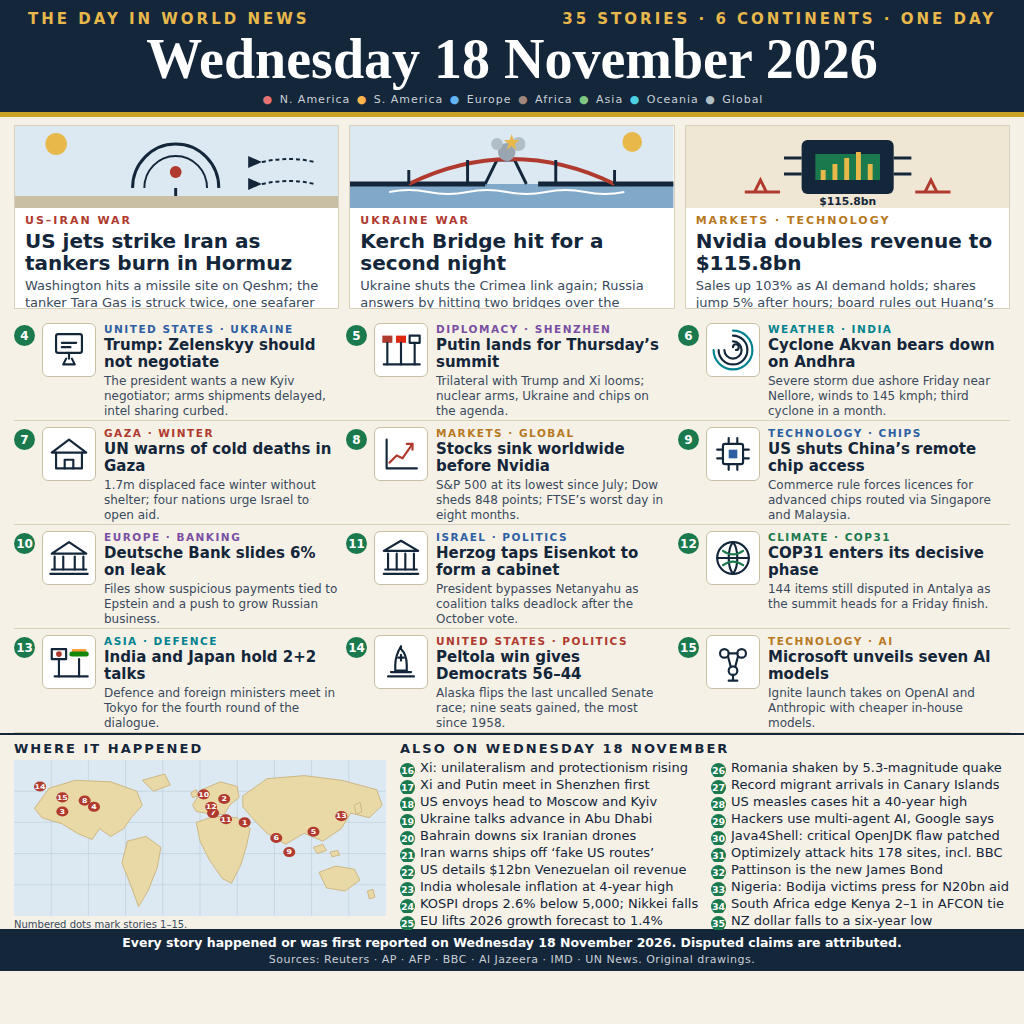 THE DAY IN WORLD NEWS
35 STORIES · 6 CONTINENTS · ONE DAY
Wednesday 18 November 2026
● N. America ● S. America ● Europe ● Africa ● Asia ● Oceania ● Global
US–IRAN WAR
US jets strike Iran as
tankers burn in Hormuz
Washington hits a missile site on Qeshm; the
tanker Tara Gas is struck twice, one seafarer
UKRAINE WAR
Kerch Bridge hit for a
second night
Ukraine shuts the Crimea link again; Russia
answers by hitting two bridges over the
$115.8bn
MARKETS · TECHNOLOGY
Nvidia doubles revenue to
$115.8bn
Sales up 103% as AI demand holds; shares
jump 5% after hours; board rules out Huang’s
4
UNITED STATES · UKRAINE
Trump: Zelenskyy should
not negotiate
The president wants a new Kyiv
negotiator; arms shipments delayed,
intel sharing curbed.
5
DIPLOMACY · SHENZHEN
Putin lands for Thursday’s
summit
Trilateral with Trump and Xi looms;
nuclear arms, Ukraine and chips on
the agenda.
6
WEATHER · INDIA
Cyclone Akvan bears down
on Andhra
Severe storm due ashore Friday near
Nellore, winds to 145 kmph; third
cyclone in a month.
7
GAZA · WINTER
UN warns of cold deaths in
Gaza
1.7m displaced face winter without
shelter; four nations urge Israel to
open aid.
8
MARKETS · GLOBAL
Stocks sink worldwide
before Nvidia
S&P 500 at its lowest since July; Dow
sheds 848 points; FTSE’s worst day in
eight months.
9
TECHNOLOGY · CHIPS
US shuts China’s remote
chip access
Commerce rule forces licences for
advanced chips routed via Singapore
and Malaysia.
10
EUROPE · BANKING
Deutsche Bank slides 6%
on leak
Files show suspicious payments tied to
Epstein and a push to grow Russian
business.
11
ISRAEL · POLITICS
Herzog taps Eisenkot to
form a cabinet
President bypasses Netanyahu as
coalition talks deadlock after the
October vote.
12
CLIMATE · COP31
COP31 enters its decisive
phase
144 items still disputed in Antalya as
the summit heads for a Friday finish.
13
ASIA · DEFENCE
India and Japan hold 2+2
talks
Defence and foreign ministers meet in
Tokyo for the fourth round of the
dialogue.
14
UNITED STATES · POLITICS
Peltola win gives
Democrats 56–44
Alaska flips the last uncalled Senate
race; nine seats gained, the most
since 1958.
15
TECHNOLOGY · AI
Microsoft unveils seven AI
models
Ignite launch takes on OpenAI and
Anthropic with cheaper in-house
models.
WHERE IT HAPPENED
14
15
8
4
3
10
2
12
7
11
1
13
5
6
9
Numbered dots mark stories 1–15.
ALSO ON WEDNESDAY 18 NOVEMBER
16 Xi: unilateralism and protectionism rising
17 Xi and Putin meet in Shenzhen first
18 US envoys head to Moscow and Kyiv
19 Ukraine talks advance in Abu Dhabi
20 Bahrain downs six Iranian drones
21 Iran warns ships off ‘fake US routes’
22 US details $12bn Venezuelan oil revenue
23 India wholesale inflation at 4-year high
24 KOSPI drops 2.6% below 5,000; Nikkei falls
25 EU lifts 2026 growth forecast to 1.4%
26 Romania shaken by 5.3-magnitude quake
27 Record migrant arrivals in Canary Islands
28 US measles cases hit a 40-year high
29 Hackers use multi-agent AI, Google says
30 Java4Shell: critical OpenJDK flaw patched
31 Optimizely attack hits 178 sites, incl. BBC
32 Pattinson is the new James Bond
33 Nigeria: Bodija victims press for N20bn aid
34 South Africa edge Kenya 2–1 in AFCON tie
35 NZ dollar falls to a six-year low
Every story happened or was first reported on Wednesday 18 November 2026. Disputed claims are attributed.
Sources: Reuters · AP · AFP · BBC · Al Jazeera · IMD · UN News. Original drawings.